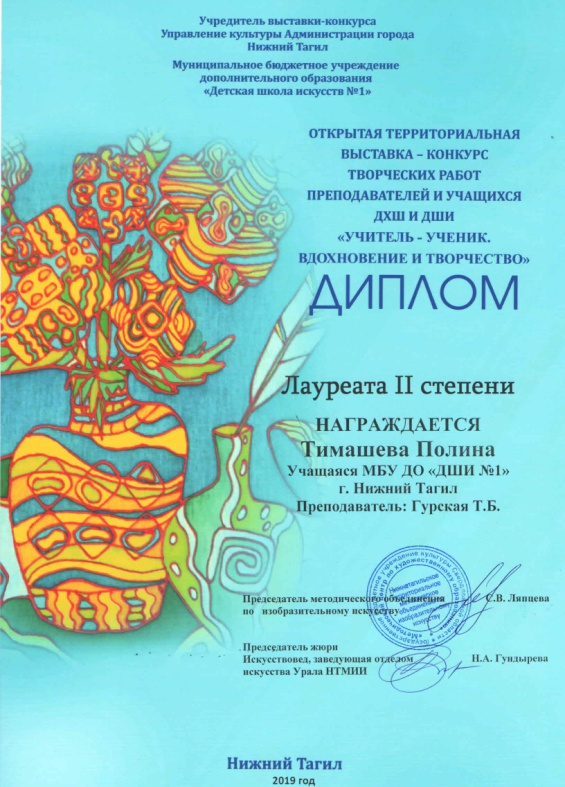 Учредитель выставки-конкурса
Управление культуры Администрации города
Нижний Тагил
Муниципальное бюджетное учреждение
дополнительного образования
«Детская школа искусств №1»
ОТКРЫТАЯ ТЕРРИТОРИАЛЬНАЯ
ВЫСТАВКА – КОНКУРС
ТВОРЧЕСКИХ РАБОТ
ПРЕПОДАВАТЕЛЕЙ И УЧАЩИХСЯ
ДХШ И ДШИ
«УЧИТЕЛЬ - УЧЕНИК.
ВДОХНОВЕНИЕ И ТВОРЧЕСТВО»
ДИПЛОМ
Лауреата II степени
НАГРАЖДАЕТСЯ
Тимашева Полина
Учащаяся МБУ ДО «ДШИ №1»
г. Нижний Тагил
Преподаватель: Гурская Т.Б.
Председатель методического объединения С.В. Ляпцева
по изобразительному искусству
Председатель жюри
Искусствовед, заведующая отделом Н.А. Гундырева
искусства Урала НТМИИ
Нижний Тагил
2019 год